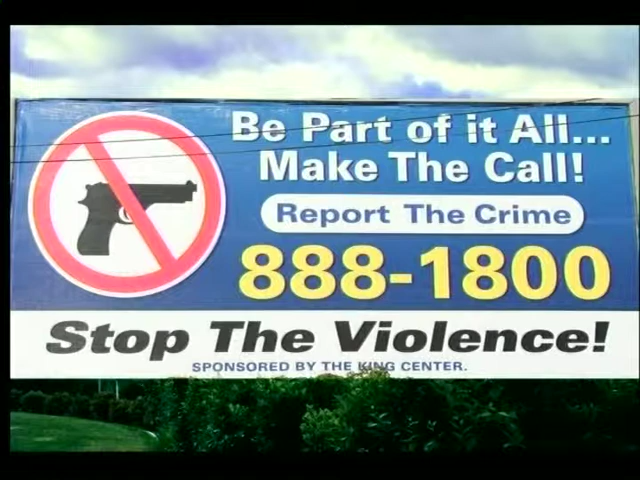 Be Part of it All...
Make The Call!
Report The Crime
888-1800
Stop The Violence!
SPONSORED BY THE KING CENTER.